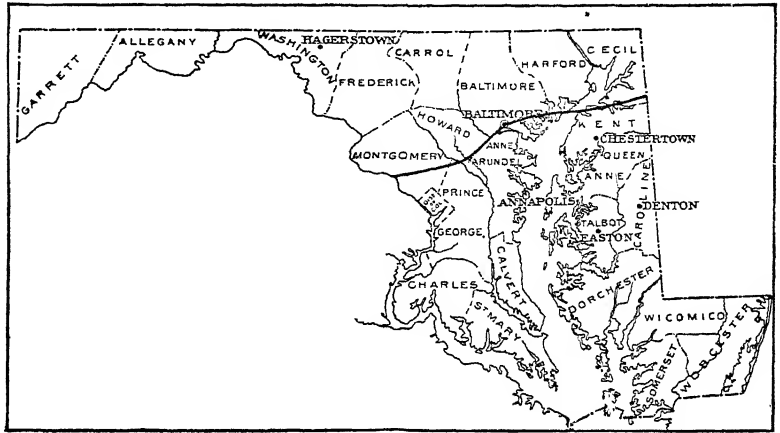 GARRETT
ALLEGANY
WASHINGTON
HAGERSTOWN
FREDERICK
CARROL
BALTIMORE
HARFORD
CECIL
BALTIMORE
HOWARD
MONTGOMERY
ANNE
ARUNDEL
KENT
CHESTERTOWN
QUEEN
ANNE
PRINCE
GEORGE
ANNAPOLIS
TALBOT
EASTON
CAROLINE
DENTON
CALVERT
CHARLES
ST MARY
DORCHESTER
WICOMICO
SOMERSET
WORCESTER